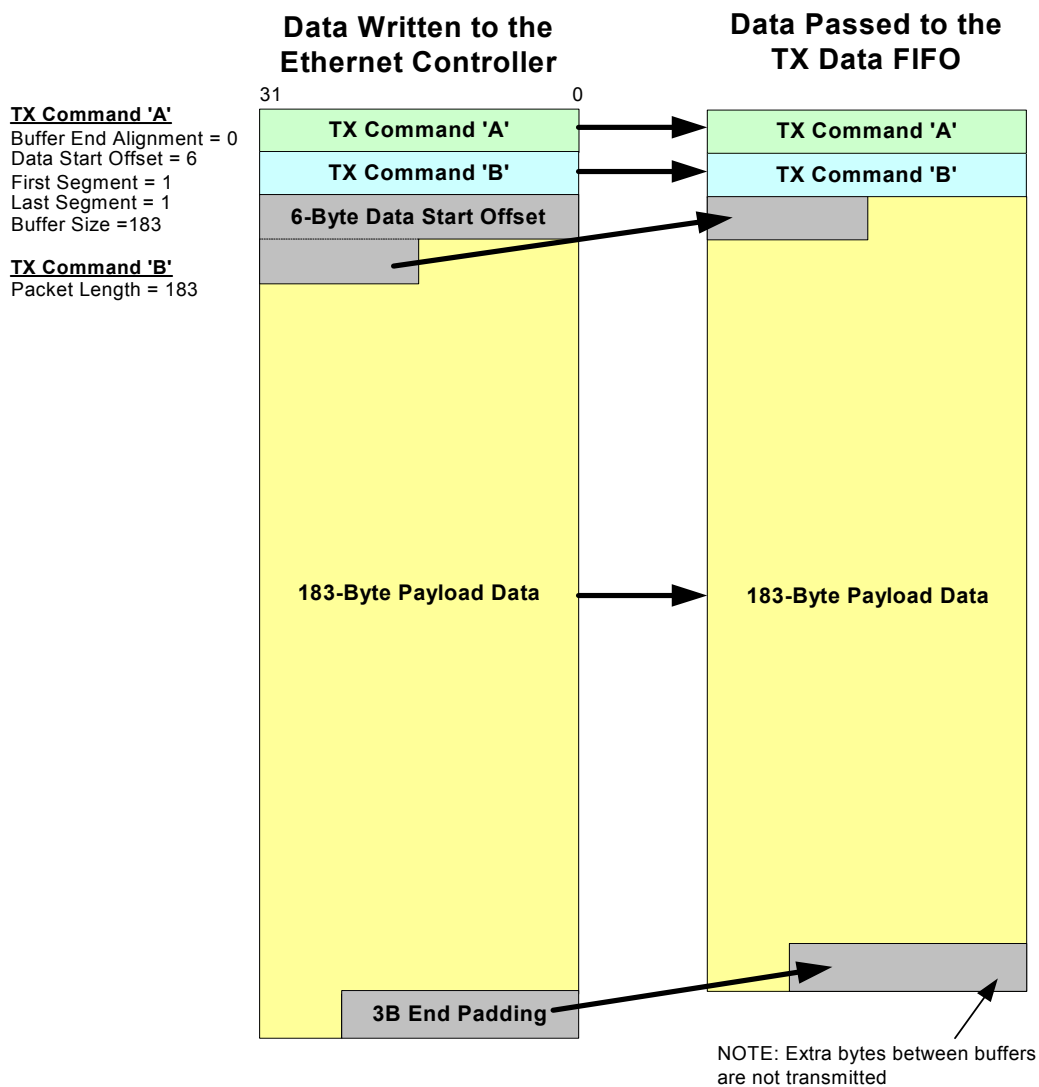 Data Written to the
Ethernet Controller
Data Passed to the
TX Data FIFO
31
0
TX Command 'A'
Buffer End Alignment = 0
Data Start Offset = 6
First Segment = 1
Last Segment = 1
Buffer Size =183
TX Command 'B'
Packet Length = 183
TX Command 'A'
TX Command 'B'
6-Byte Data Start Offset
183-Byte Payload Data
3B End Padding
TX Command 'A'
TX Command 'B'
183-Byte Payload Data
NOTE: Extra bytes between buffers
are not transmitted